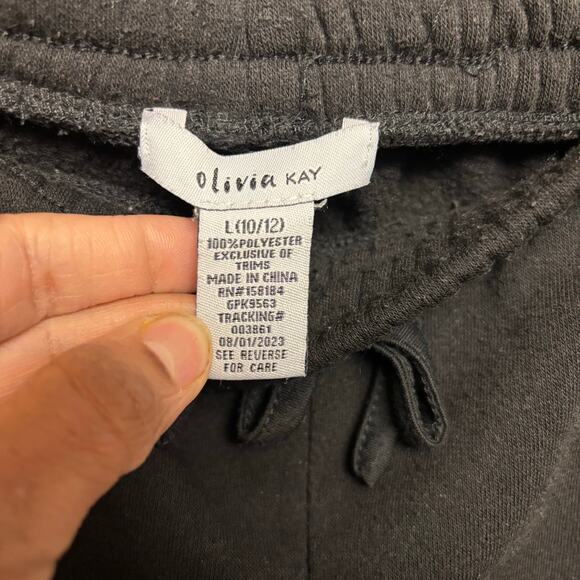 Olivia KAY
L(10/12)
100%POLYESTER
EXCLUSIVE OF
TRIMS
MADE IN CHINA
RN#158184
GPK9563
TRACKING#
003861
08/01/2023
SEE REVERSE
FOR CARE